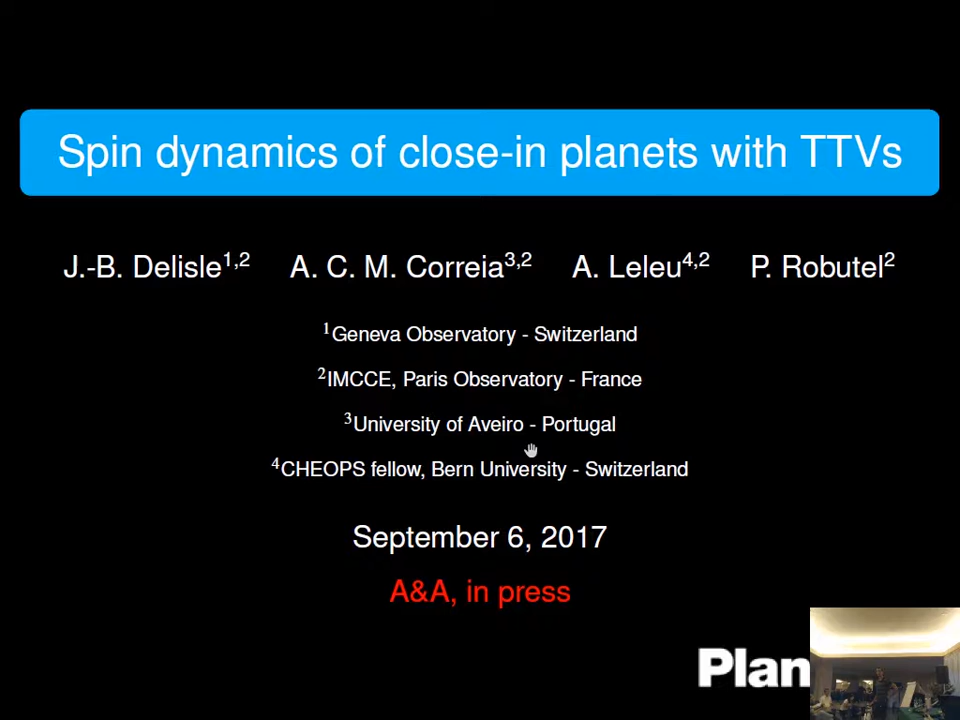 Spin dynamics of close-in planets with TTVs
J.-B. Delisle1,2 A. C. M. Correia3,2 A. Leleu4,2 P. Robutel2
1Geneva Observatory - Switzerland
2IMCCE, Paris Observatory - France
3University of Aveiro - Portugal
4CHEOPS fellow, Bern University - Switzerland
September 6, 2017
A&A, in press
Plan